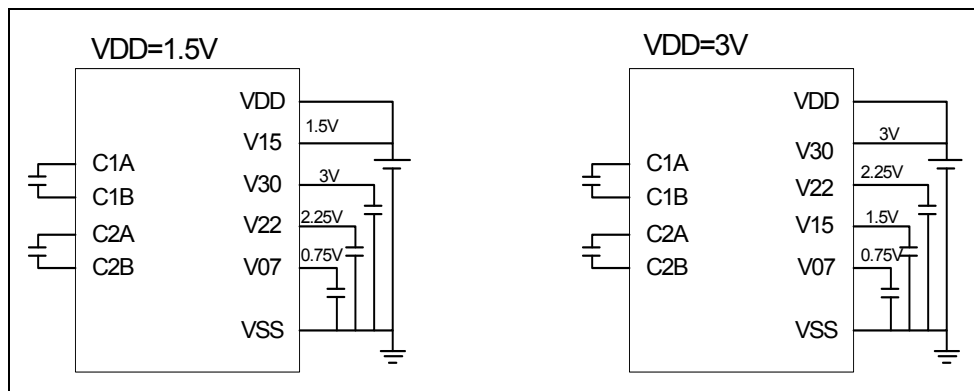 VDD=1.5V
VDD
1.5V
V15
C1A
3V
V30
C1B
2.25V
V22
C2A
0.75V
V07
C2B
VSS
VDD=3V
VDD
3V
V30
C1A
2.25V
V22
C1B
1.5V
V15
C2A
0.75V
V07
C2B
VSS